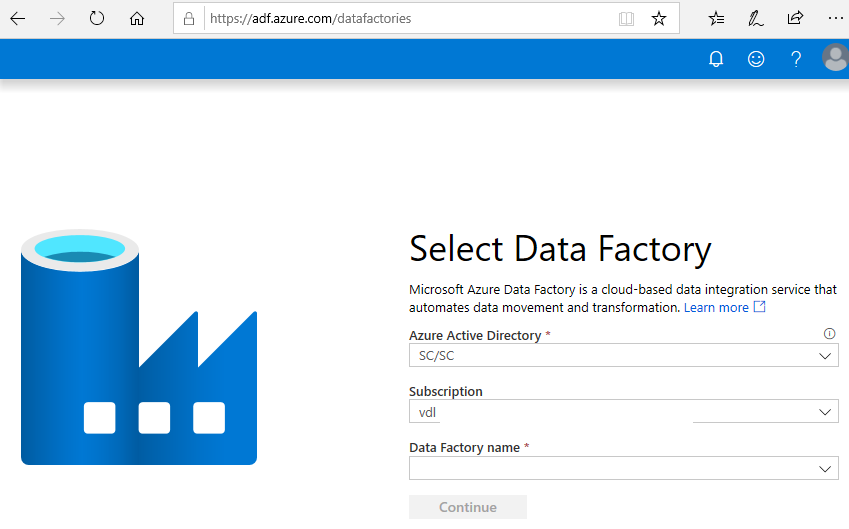 https://adf.azure.com/datafactories
Select Data Factory
Microsoft Azure Data Factory is a cloud-based data integration service that
automates data movement and transformation. Learn more
Azure Active Directory *
SC/SC
Subscription
vdl
Data Factory name *
Continue